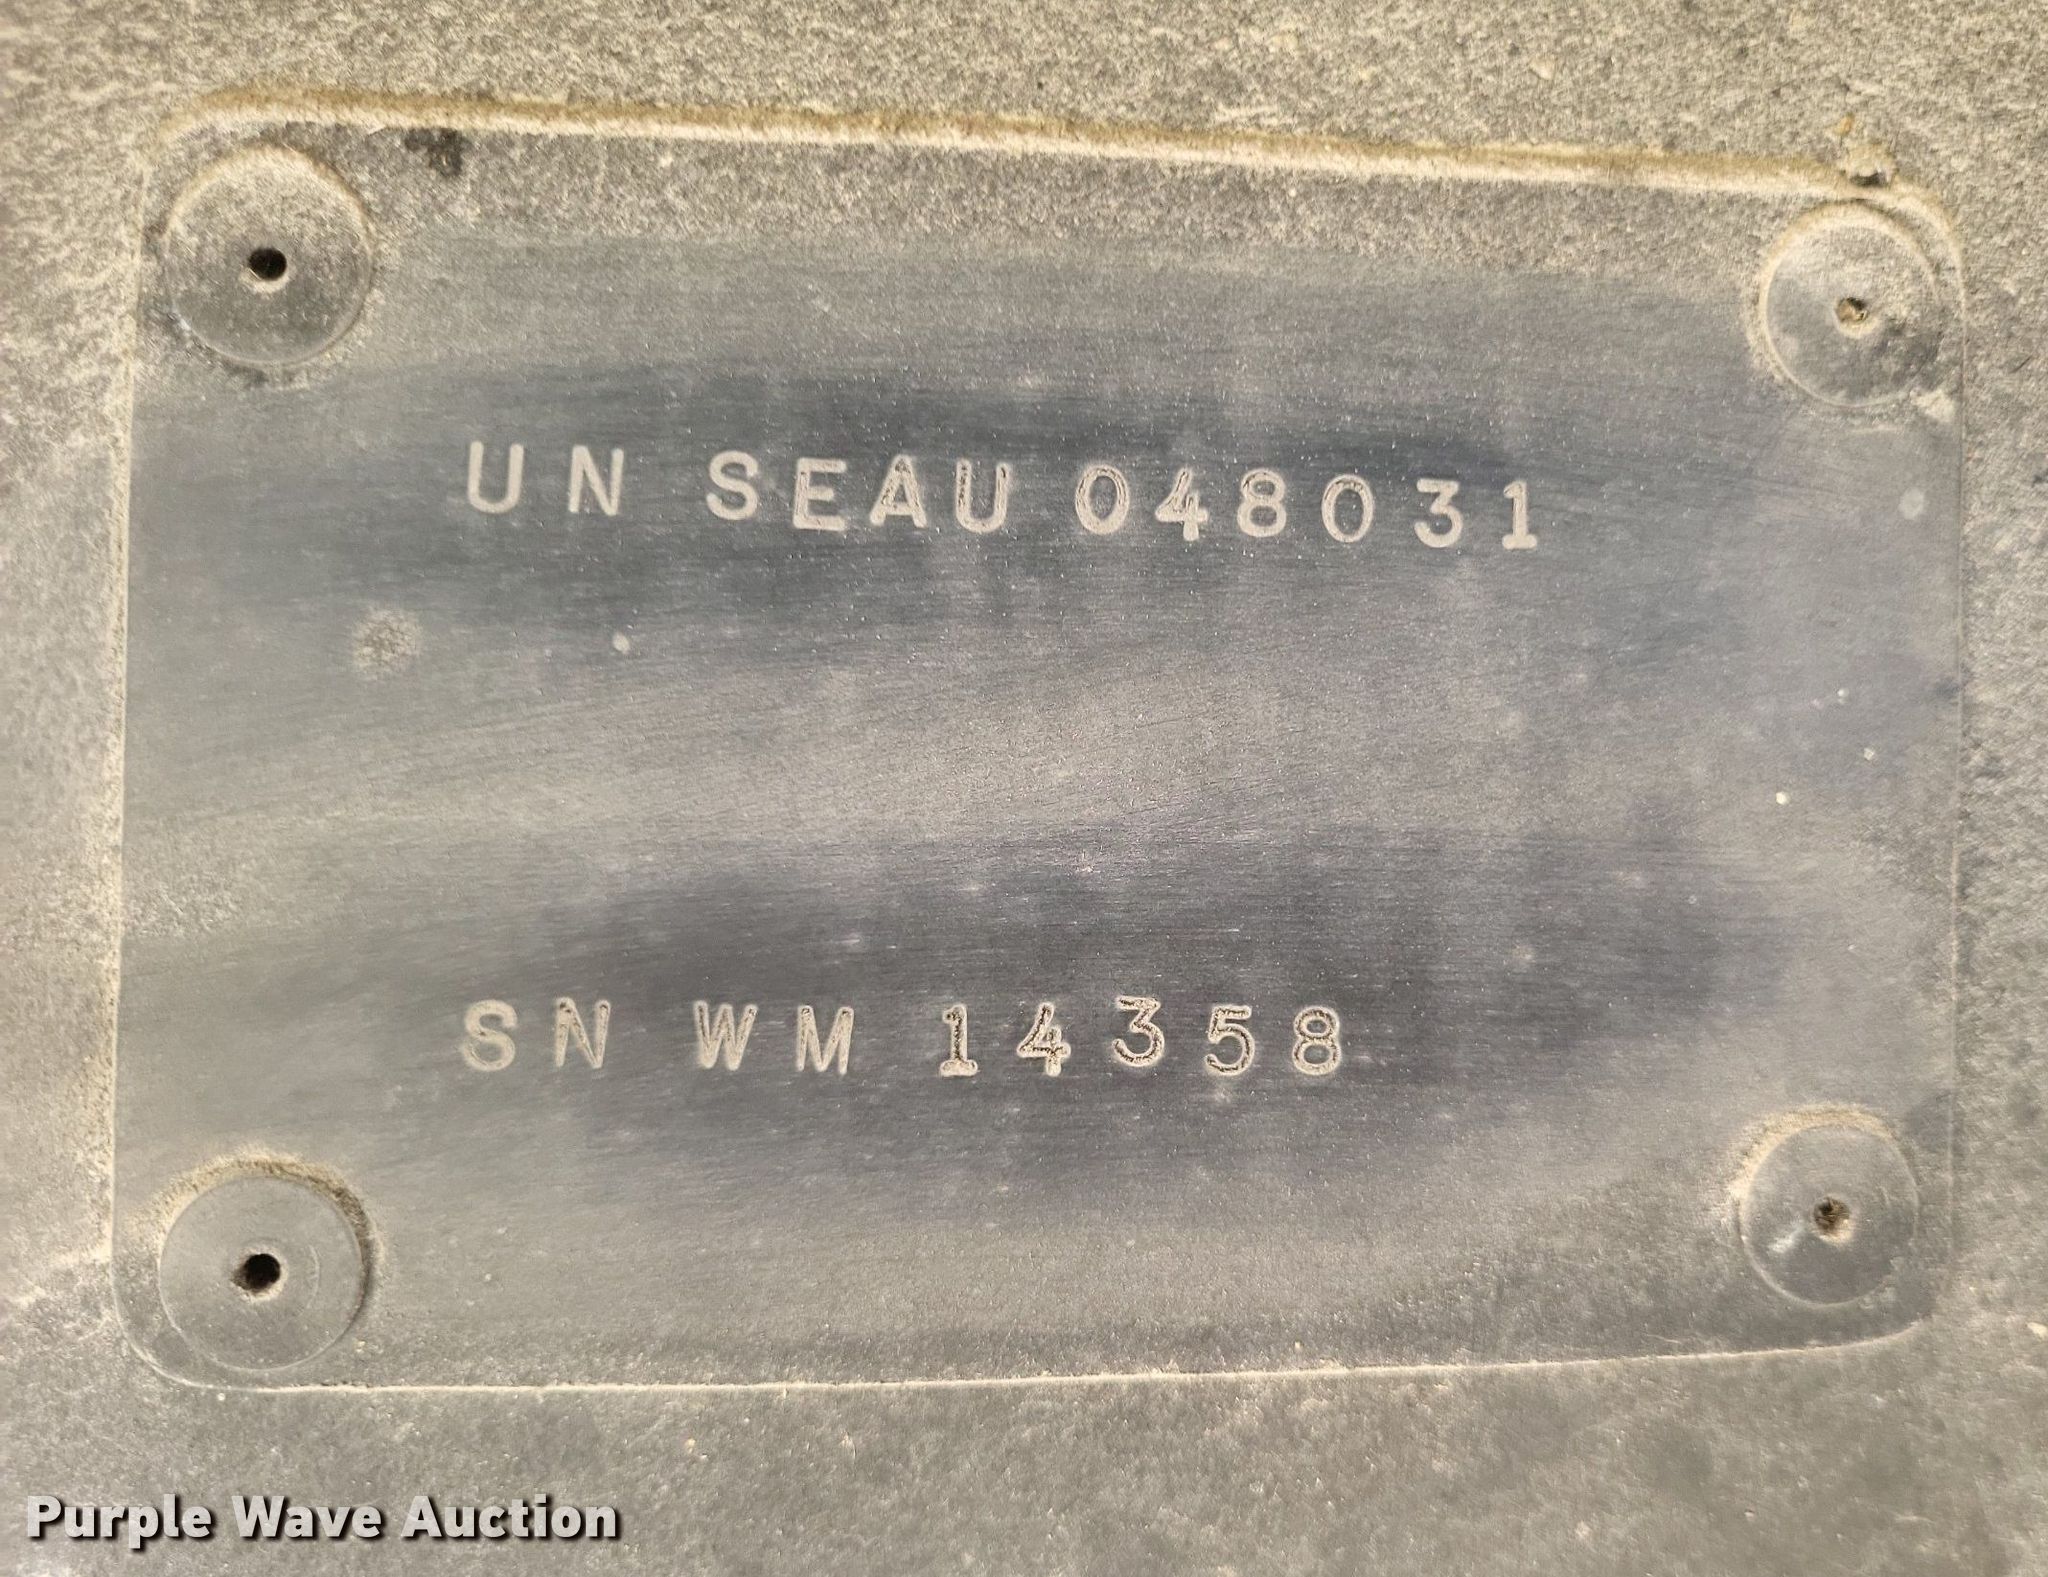 UN SEAU 048031
SN WM 14358
Purple Wave Auction